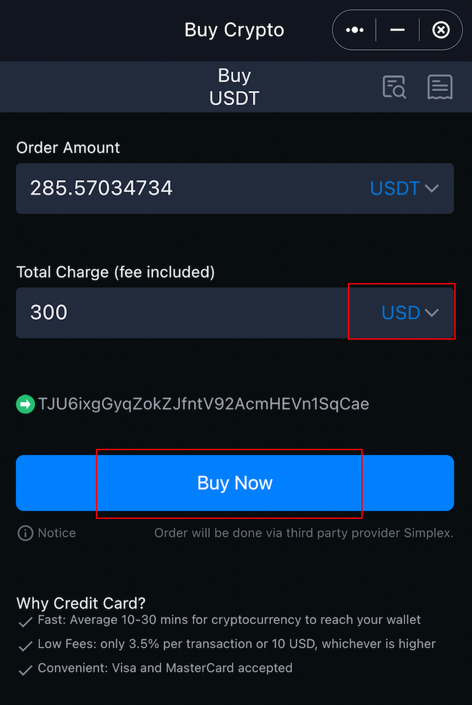 Buy Crypto
Buy
USDT
Order Amount
285.57034734 USDT
Total Charge (fee included)
300 USD
TJU6ixgGyqZokZJfntV92AcmHEVn1SqCae
Buy Now
Notice Order will be done via third party provider Simplex.
Why Credit Card?
Fast: Average 10-30 mins for cryptocurrency to reach your wallet
Low Fees: only 3.5% per transaction or 10 USD, whichever is higher
Convenient: Visa and MasterCard accepted